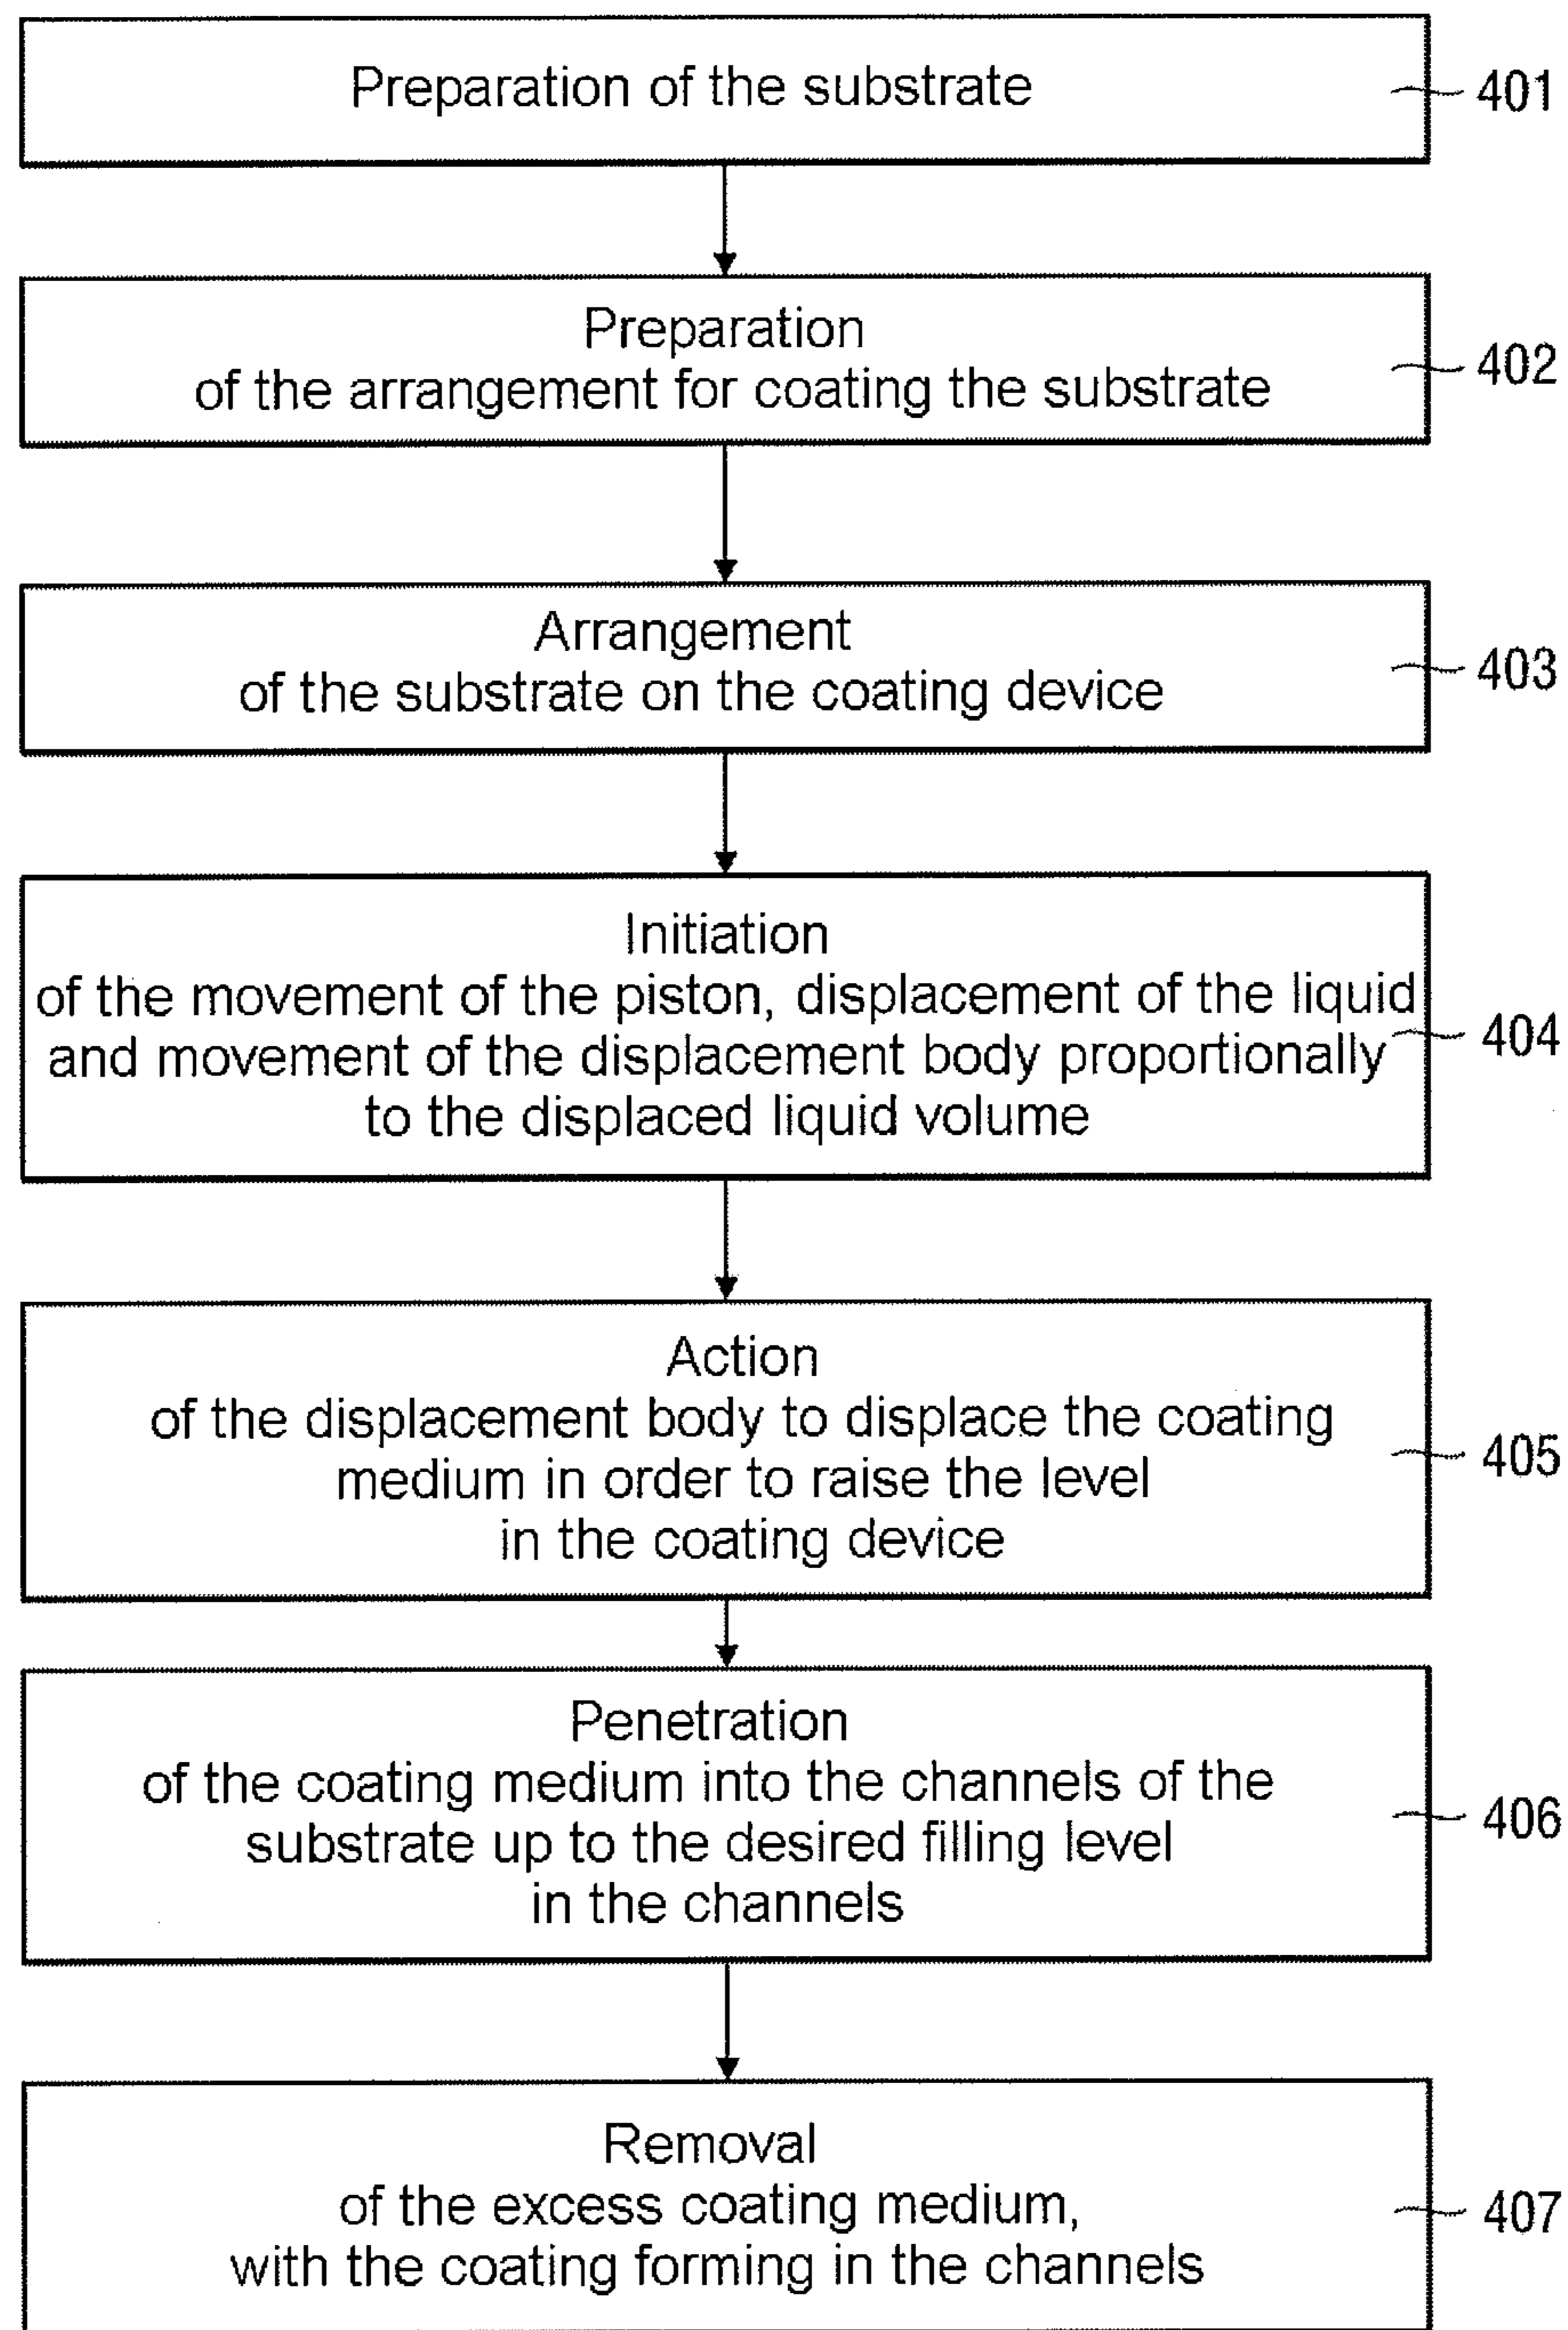 Preparation of the substrate
401
Preparation
of the arrangement for coating the substrate
402
Arrangement
of the substrate on the coating device
403
Initiation
of the movement of the piston, displacement of the liquid
and movement of the displacement body proportionally
to the displaced liquid volume
404
Action
of the displacement body to displace the coating
medium in order to raise the level
in the coating device
405
Penetration
of the coating medium into the channels of the
substrate up to the desired filling level
in the channels
406
Removal
of the excess coating medium,
with the coating forming in the channels
407